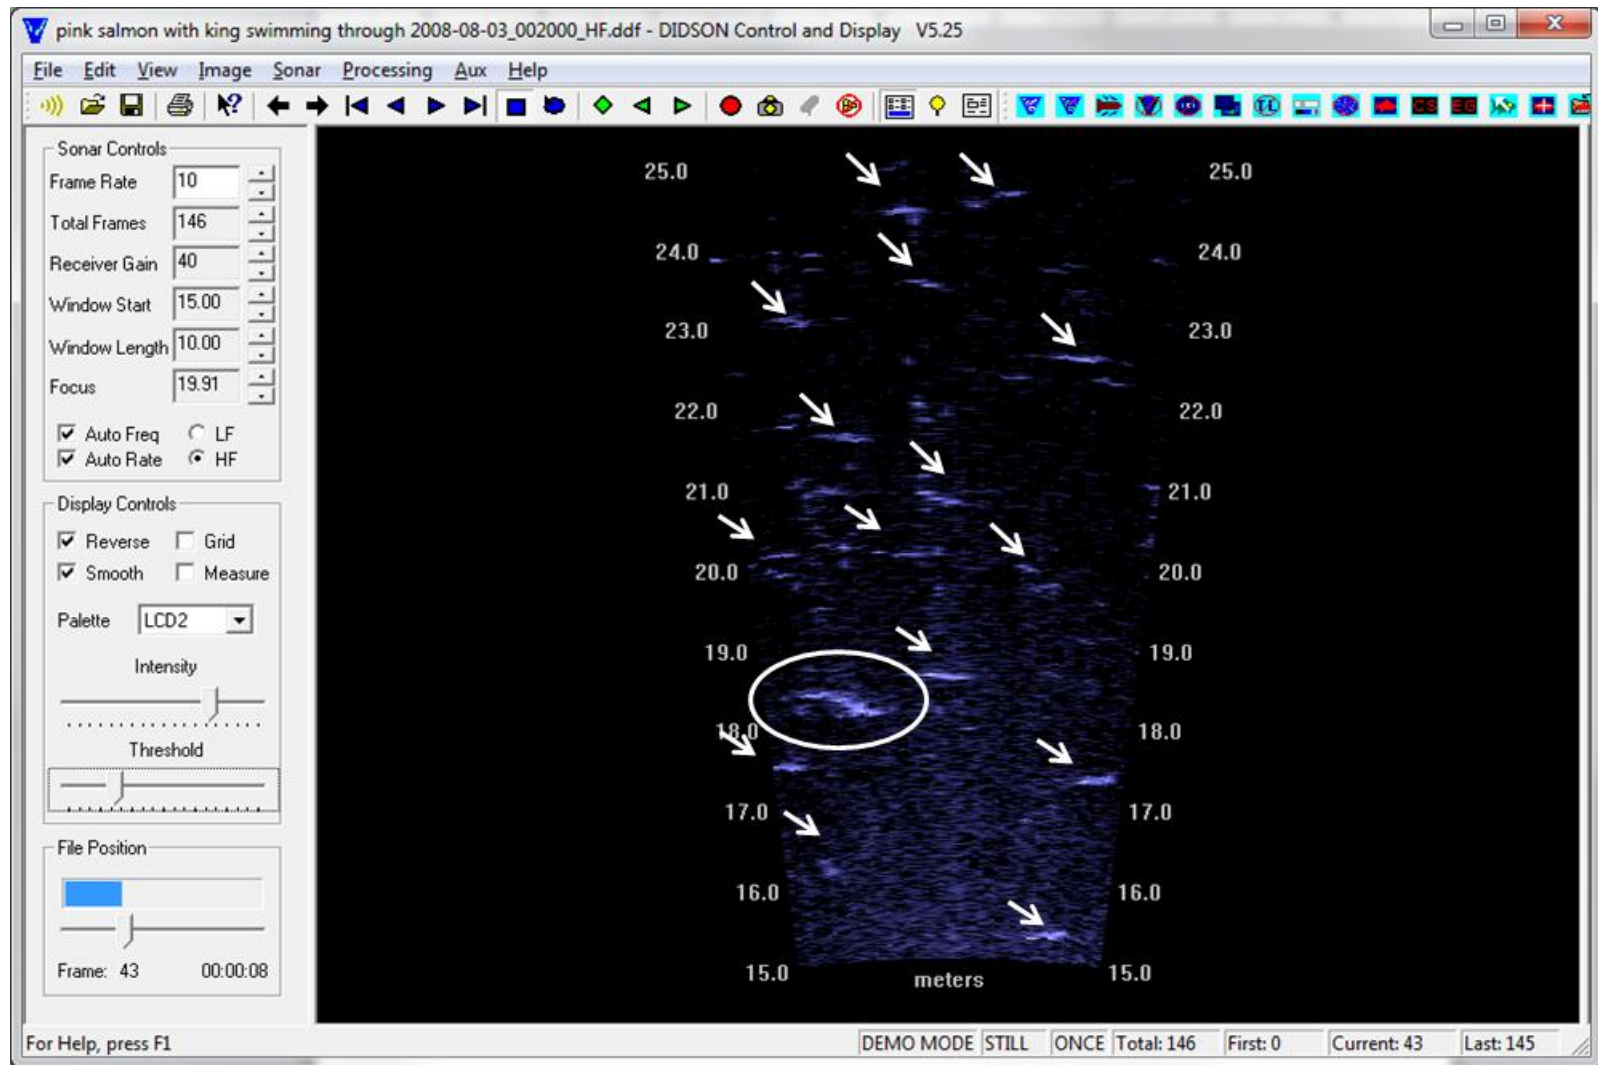 pink salmon with king swimming through 2008-08-03_002000_HF.ddf - DIDSON Control and Display V5.25
File Edit View Image Sonar Processing Aux Help
CS EG
Sonar Controls
Frame Rate 10
Total Frames 146
Receiver Gain 40
Window Start 15.00
Window Length 10.00
Focus 19.91
Auto Freq LF
Auto Rate HF
Display Controls
Reverse Grid
Smooth Measure
Palette LCD2
Intensity
Threshold
File Position
Frame: 43 00:00:08
25.0 25.0
24.0 24.0
23.0 23.0
22.0 22.0
21.0 21.0
20.0 20.0
19.0 19.0
18.0 18.0
17.0 17.0
16.0 16.0
15.0 meters 15.0
For Help, press F1 DEMO MODE STILL ONCE Total: 146 First: 0 Current: 43 Last: 145